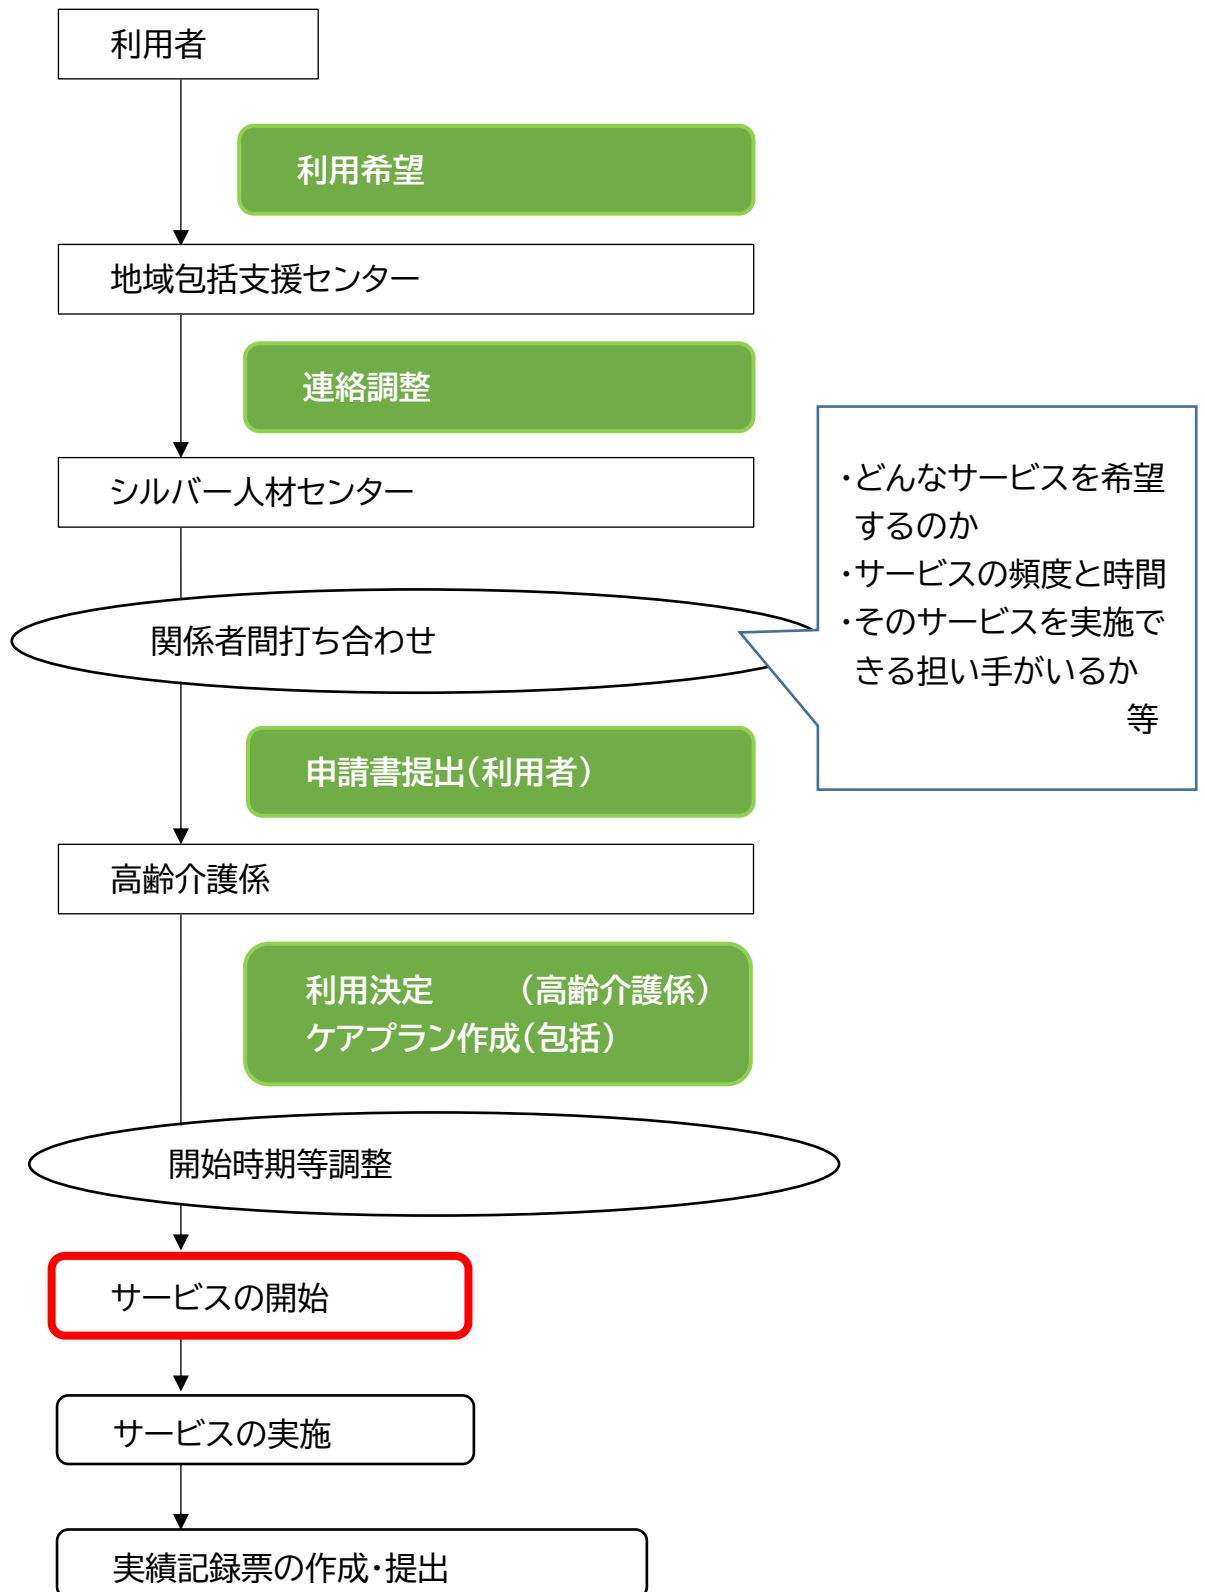 利用者
利用希望
地域包括支援センター
連絡調整
シルバー人材センター
・どんなサービスを希望
するのか
・サービスの頻度と時間
・そのサービスを実施で
きる担い手がいるか
等
関係者間打ち合わせ
申請書提出(利用者)
高齢介護係
利用決定　　(高齢介護係)
ケアプラン作成(包括)
開始時期等調整
サービスの開始
サービスの実施
実績記録票の作成・提出